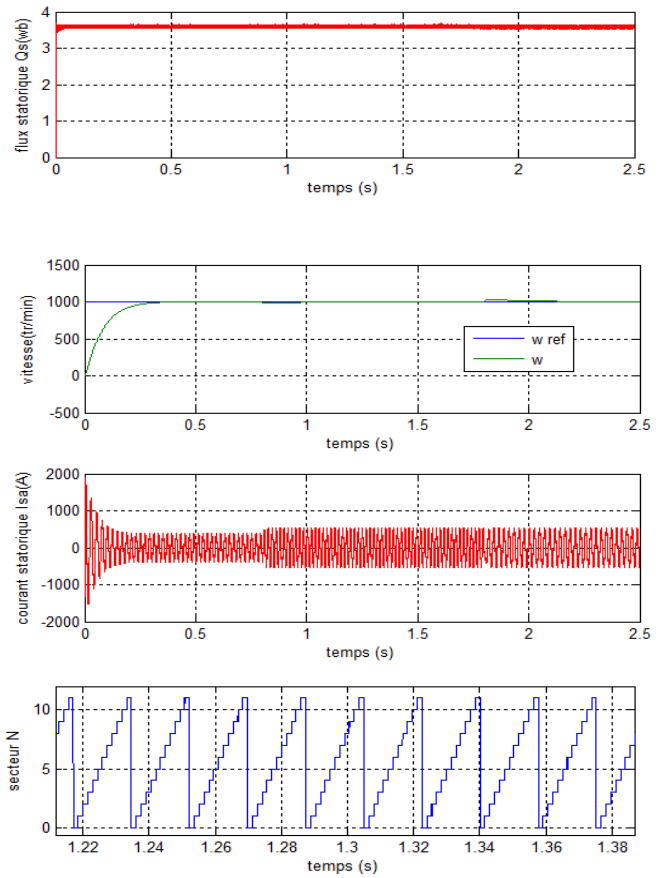 4
3
2
1
0
flux statorique Qs(wb)
0 0.5 1 1.5 2 2.5
temps (s)
1500
1000
500
0
-500
vitesse(tr/min)
w ref
w
0 0.5 1 1.5 2 2.5
temps (s)
2000
1000
0
-1000
-2000
courant statorique Isa(A)
0 0.5 1 1.5 2 2.5
temps (s)
10
5
0
secteur N
1.22 1.24 1.26 1.28 1.3 1.32 1.34 1.36 1.38
temps (s)